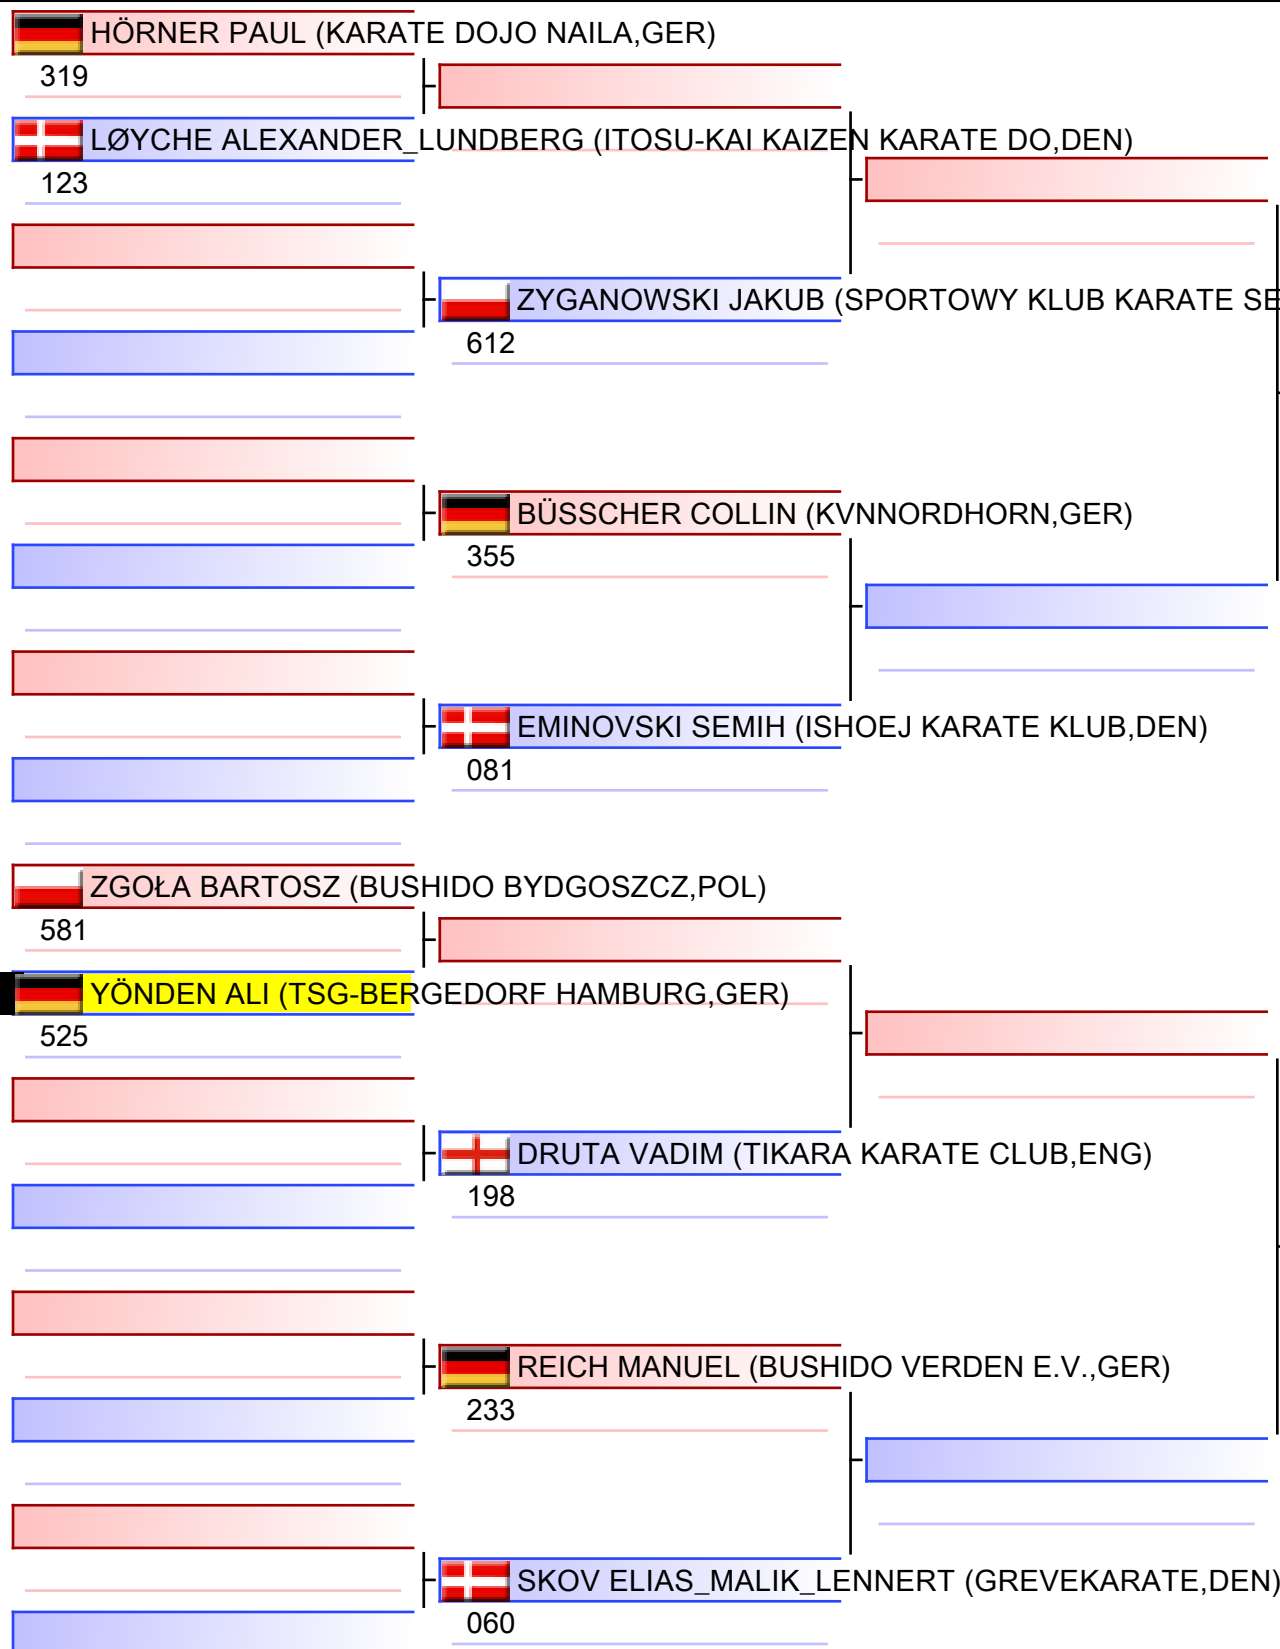 HÖRNER PAUL (KARATE DOJO NAILA,GER)
319
LØYCHE ALEXANDER_LUNDBERG (ITOSU-KAI KAIZEN KARATE DO,DEN)
123
ZYGANOWSKI JAKUB (SPORTOWY KLUB KARATE SE
612
BÜSSCHER COLLIN (KVNNORDHORN,GER)
355
EMINOVSKI SEMIH (ISHOEJ KARATE KLUB,DEN)
081
ZGOŁA BARTOSZ (BUSHIDO BYDGOSZCZ,POL)
581
YÖNDEN ALI (TSG-BERGEDORF HAMBURG,GER)
525
DRUTA VADIM (TIKARA KARATE CLUB,ENG)
198
REICH MANUEL (BUSHIDO VERDEN E.V.,GER)
233
SKOV ELIAS_MALIK_LENNERT (GREVEKARATE,DEN)
060